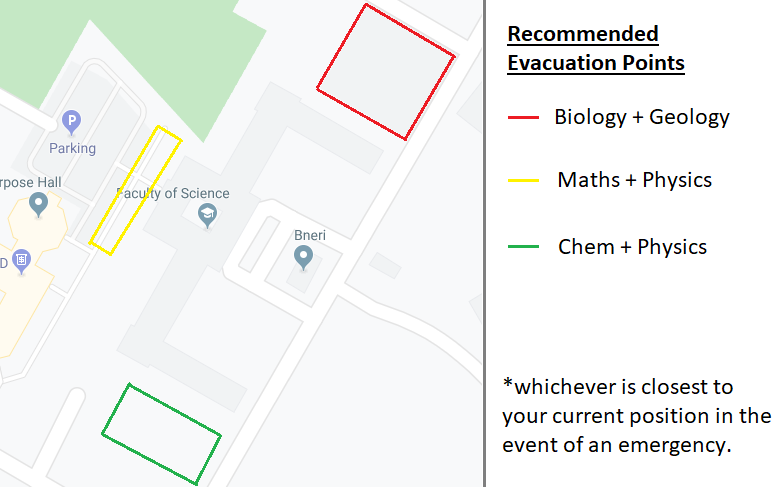 Recommended
Evacuation Points
Biology + Geology
Maths + Physics
Chem + Physics
*whichever is closest to
your current position in the
event of an emergency.
P
Parking
rpose Hall
Faculty of Science
Bneri
D